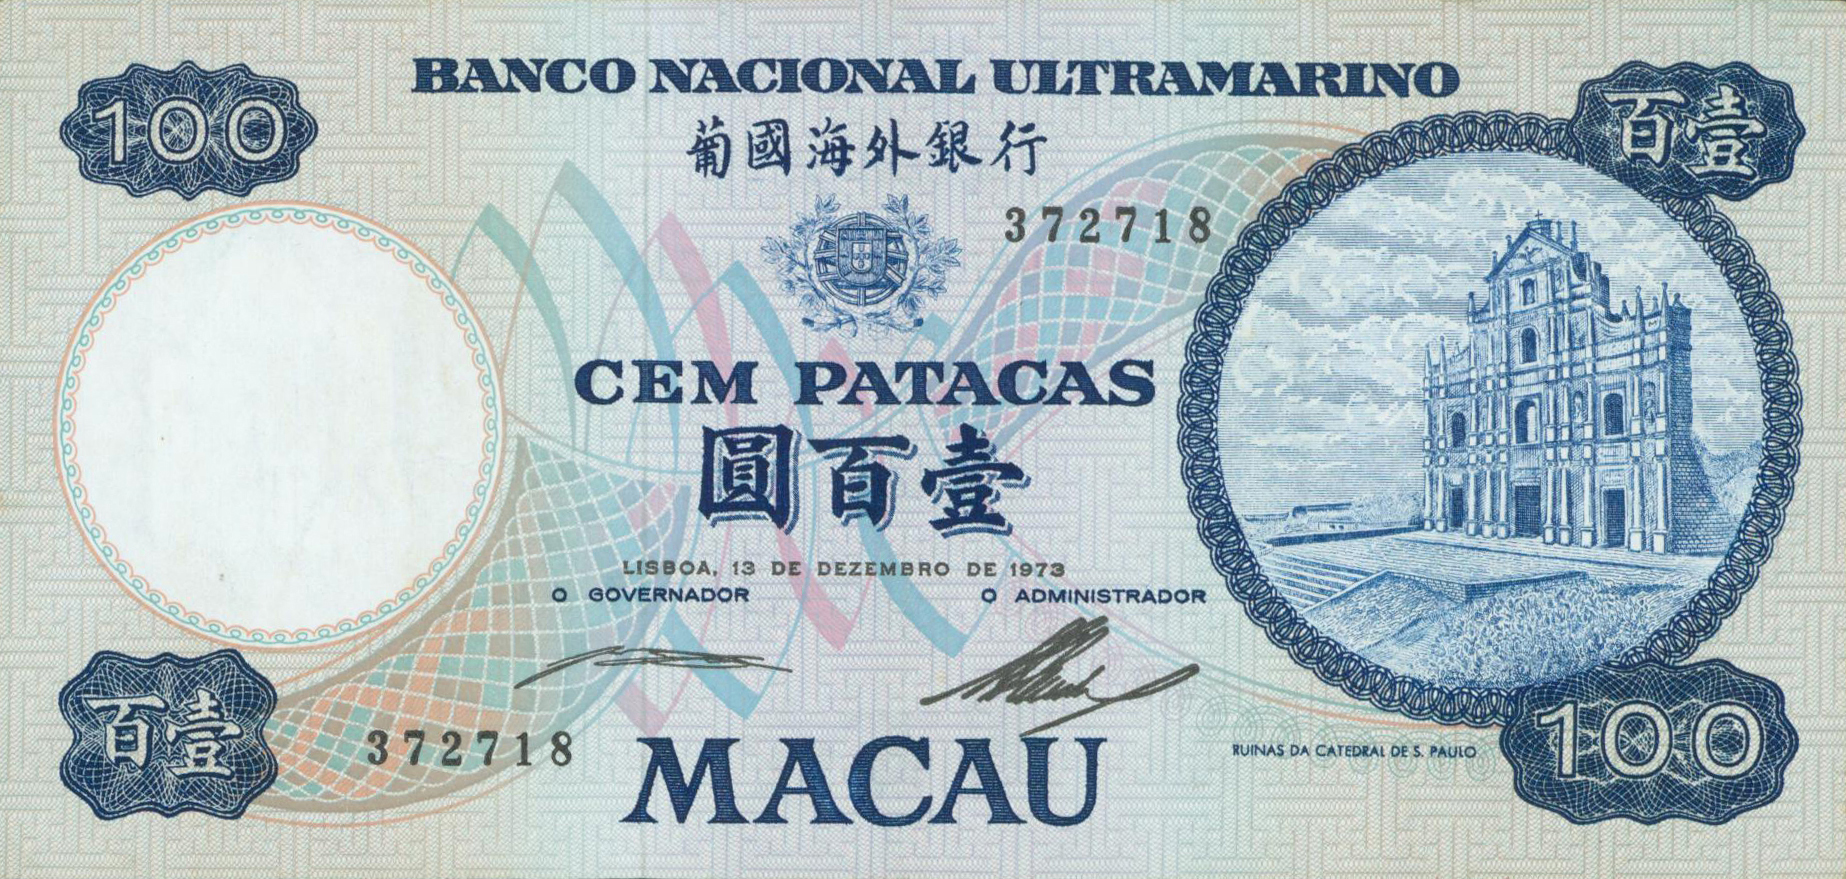 BANCO NACIONAL ULTRAMARINO
100
百壹
葡國海外銀行
372718
CEM PATACAS
圓百壹
LISBOA, 13 DE DEZEMBRO DE 1973
O GOVERNADOR O ADMINISTRADOR
百壹
372718
MACAU
RUINAS DA CATEDRAL DE S. PAULO
100